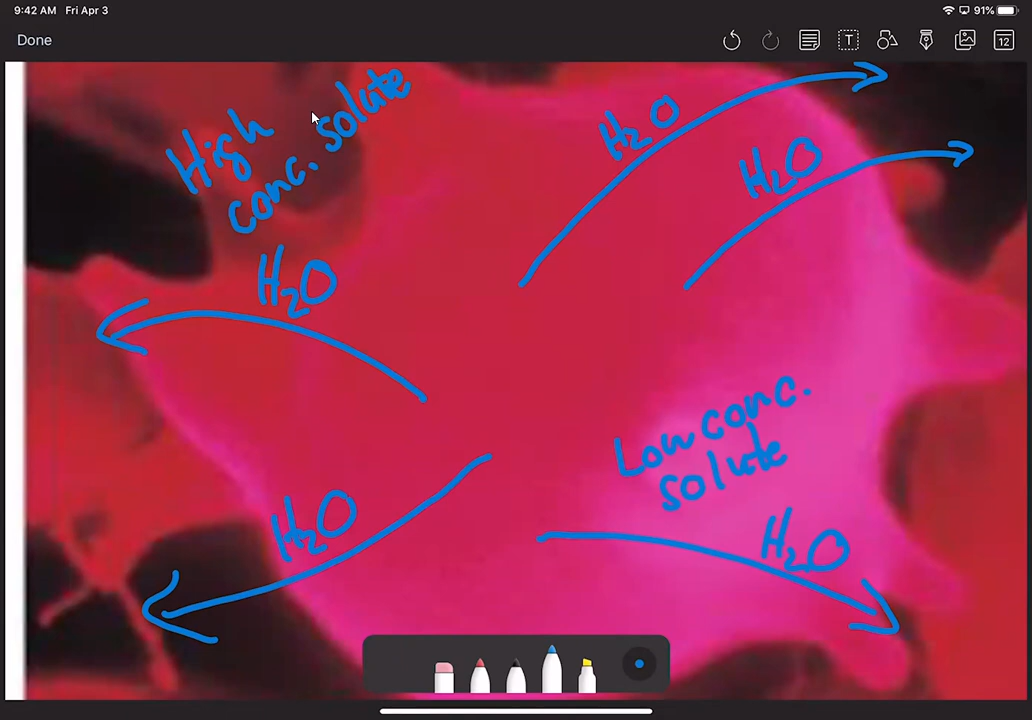 9:42 AM Fri Apr 3
91%
Done
T
12
High
conc. solute
H2O
H2O
H2O
Low conc.
solute
H2O
H2O